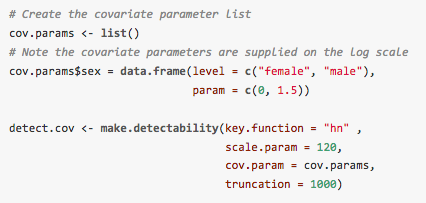 # Create the covariate parameter list
cov.params <- list()
# Note the covariate parameters are supplied on the log scale
cov.params$sex = data.frame(level = c("female", "male"),
                            param = c(0, 1.5))

detect.cov <- make.detectability(key.function = "hn" ,
                                 scale.param = 120,
                                 cov.param = cov.params,
                                 truncation = 1000)